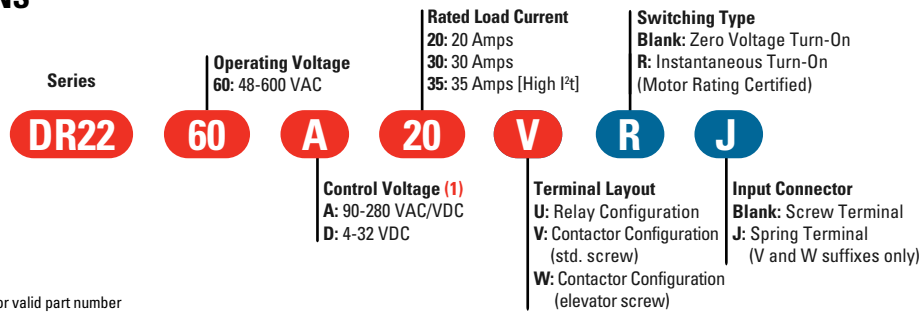 NS
Series
Operating Voltage
60: 48-600 VAC
Rated Load Current
20: 20 Amps
30: 30 Amps
35: 35 Amps [High I²t]
Switching Type
Blank: Zero Voltage Turn-On
R: Instantaneous Turn-On
(Motor Rating Certified)
DR22 60 A 20 V R J
Control Voltage (1)
A: 90-280 VAC/VDC
D: 4-32 VDC
Terminal Layout
U: Relay Configuration
V: Contactor Configuration
(std. screw)
W: Contactor Configuration
(elevator screw)
Input Connector
Blank: Screw Terminal
J: Spring Terminal
(V and W suffixes only)
or valid part number